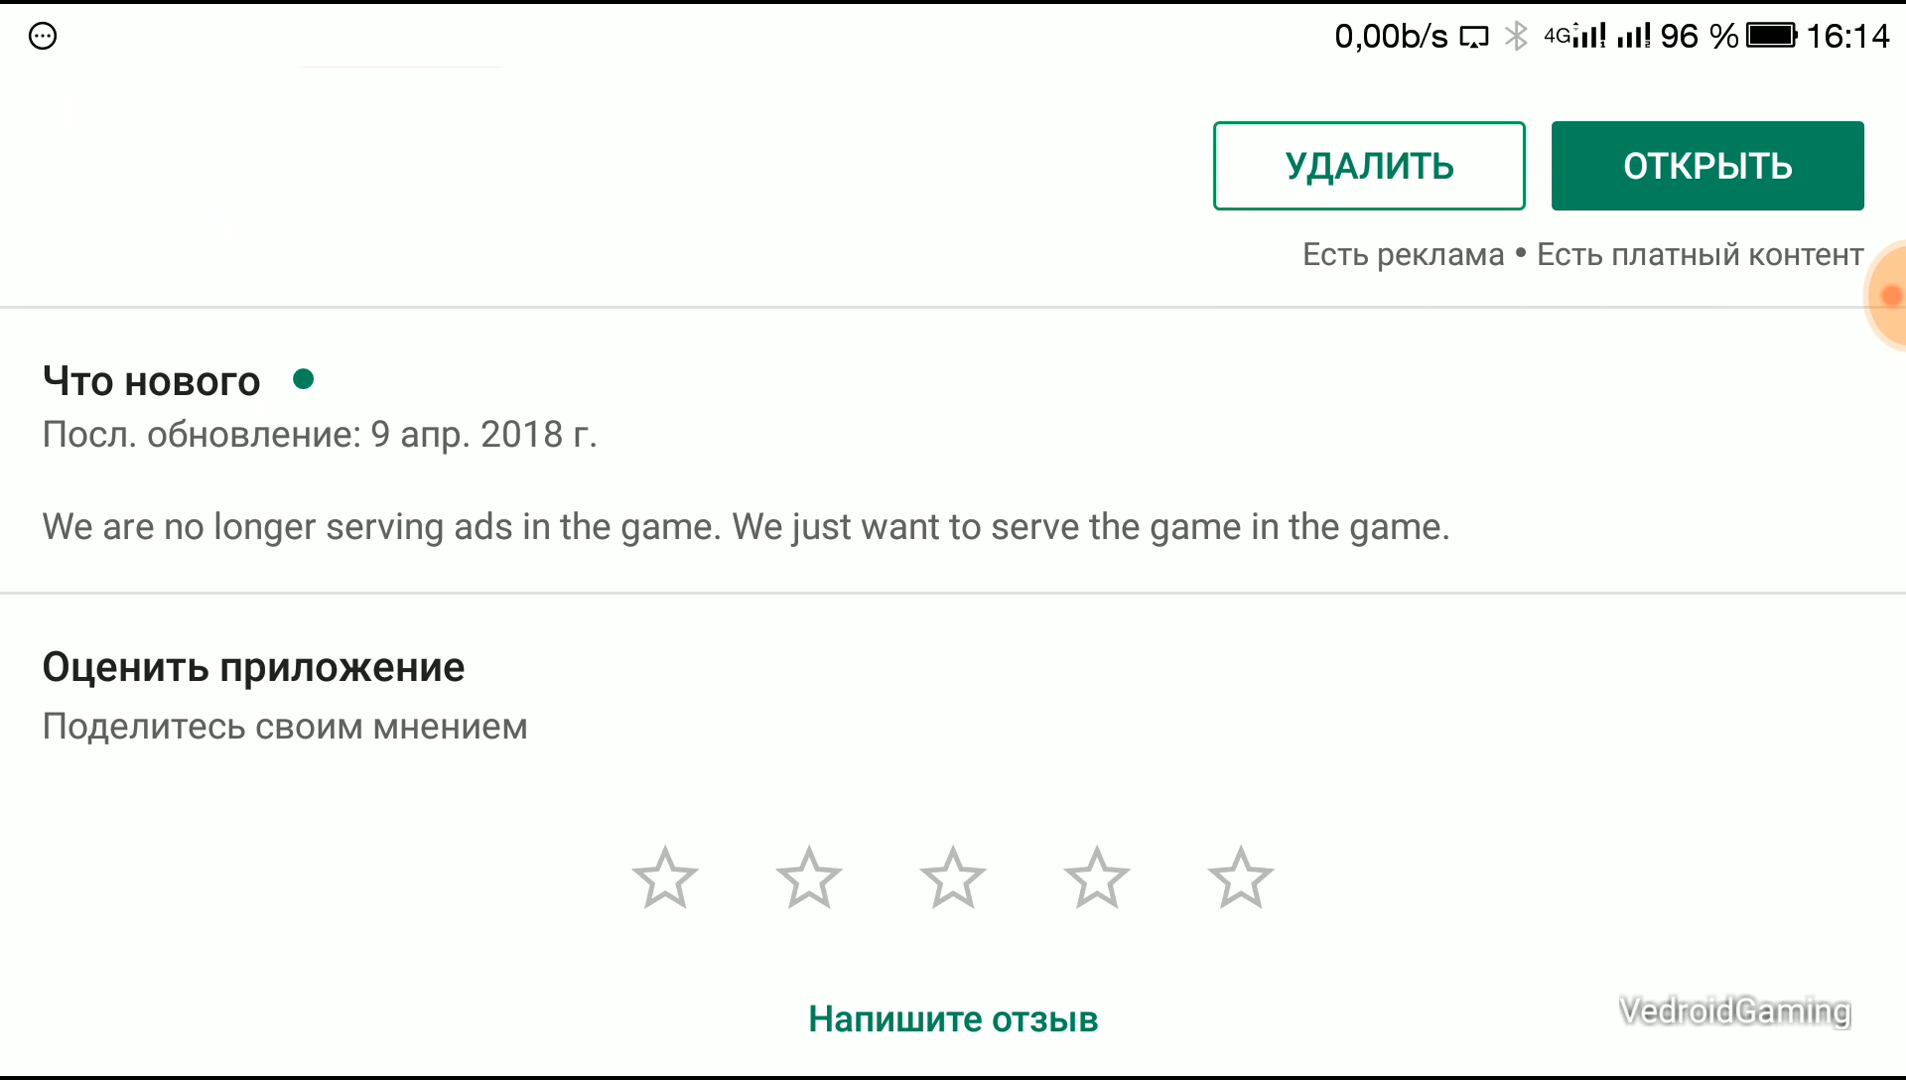 0,00b/s 4G 96 % 16:14
УДАЛИТЬ ОТКРЫТЬ
Есть реклама • Есть платный контент
Что нового
Посл. обновление: 9 апр. 2018 г.
We are no longer serving ads in the game. We just want to serve the game in the game.
Оценить приложение
Поделитесь своим мнением
Напишите отзыв
VedroidGaming